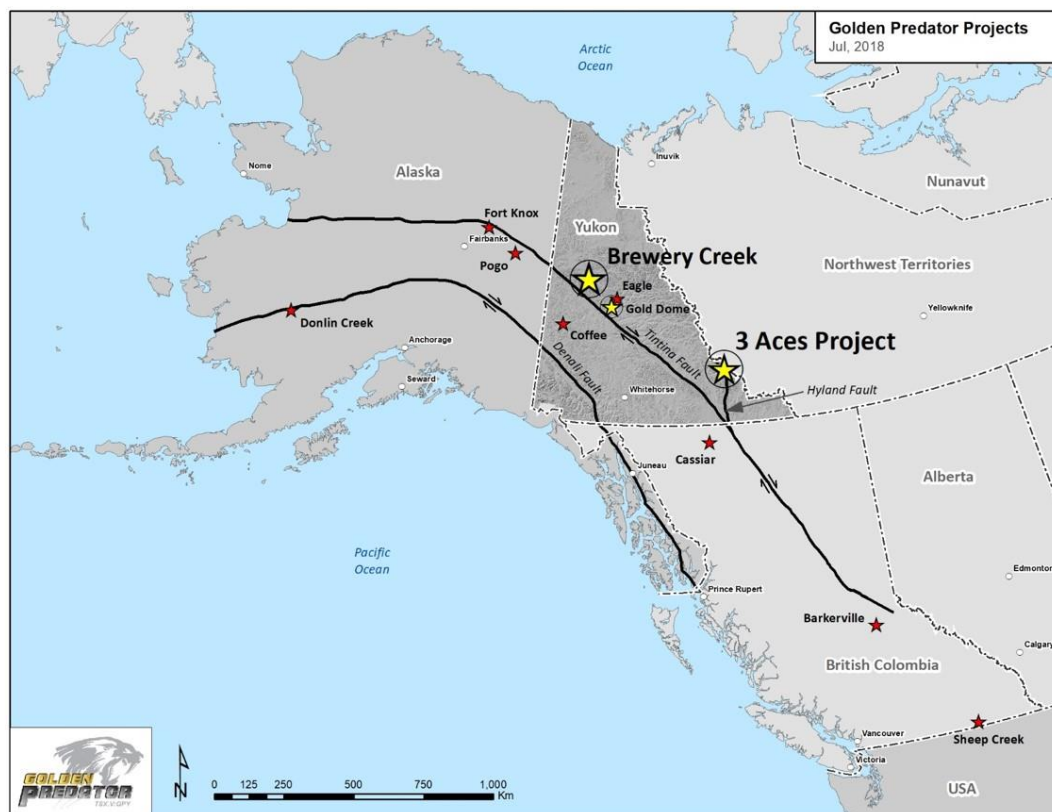 Golden Predator Projects
Jul, 2018
Arctic
Ocean
Inuvik
Nome
Alaska
Nunavut
Fort Knox
Yukon
Fairbanks
Pogo
Brewery Creek
Northwest Territories
Eagle
Gold Dome
Yellowknife
Donlin Creek
Coffee
Tintina Fault
3 Aces Project
Anchorage
Denali Fault
Seward
Whitehorse
Hyland Fault
Cassiar
Juneau
Alberta
Pacific
Ocean
Edmonton
Prince Rupert
Barkerville
Calgary
British Colombia
Vancouver
Sheep Creek
Victoria
USA
GOLDEN
PREDATOR
TSX.V:GPY
N
0 125 250 500 750 1,000
Km